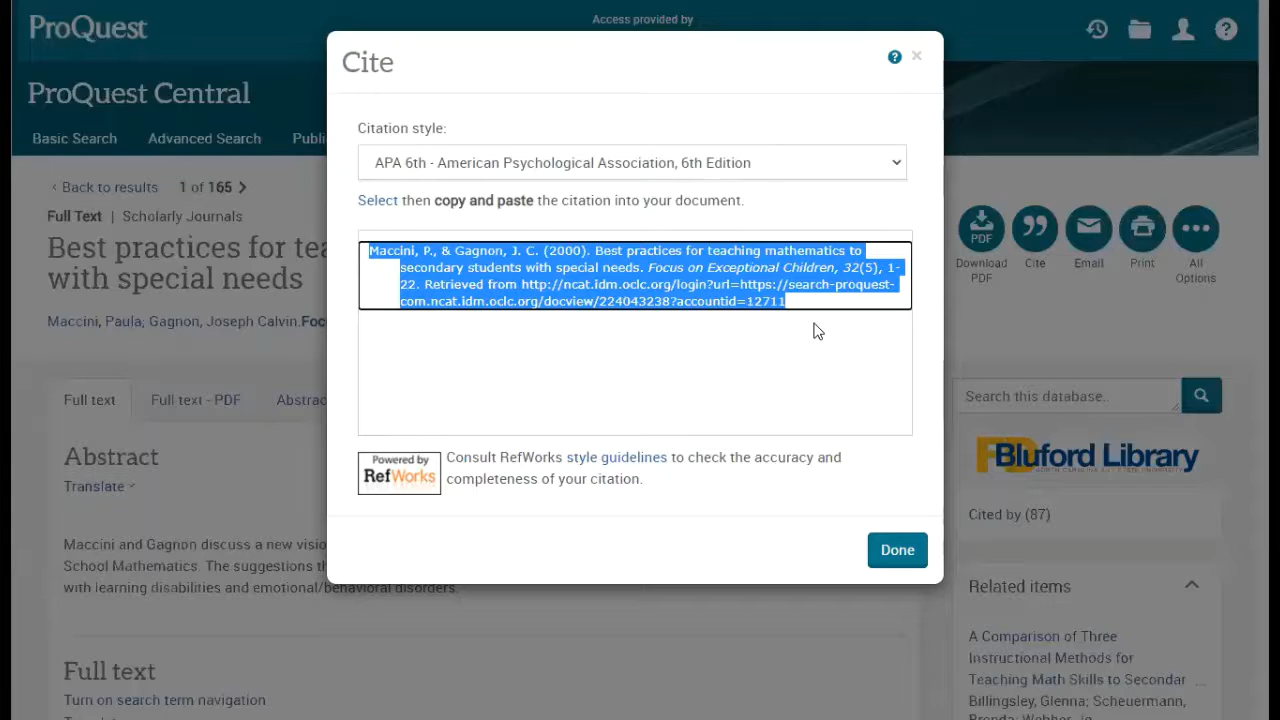 ProQuest
Access provided by
ProQuest Central
Basic Search Advanced Search Publi
Cite
Citation style:
APA 6th - American Psychological Association, 6th Edition
Select then copy and paste the citation into your document.
Maccini, P., & Gagnon, J. C. (2000). Best practices for teaching mathematics to
secondary students with special needs. Focus on Exceptional Children, 32(5), 1-
22. Retrieved from http://ncat.idm.oclc.org/login?url=https://search-proquest-
com.ncat.idm.oclc.org/docview/224043238?accountid=12711
Powered by
RefWorks
Consult RefWorks style guidelines to check the accuracy and
completeness of your citation.
Done
Back to results 1 of 165
Full Text | Scholarly Journals
Best practices for tea
with special needs
Maccini, Paula; Gagnon, Joseph Calvin. Foc
Download
PDF
PDF
Cite
Email
Print
All
Options
Full text Full text - PDF Abstrac
Abstract
Translate
Maccini and Gagnon discuss a new visio
School Mathematics. The suggestions th
with learning disabilities and emotional/behavioral disorders.
Full text
Turn on search term navigation
Search this database..
Bluford Library
Cited by (87)
Related items
A Comparison of Three
Instructional Methods for
Teaching Math Skills to Secondar ...
Billingsley, Glenna; Scheuermann,